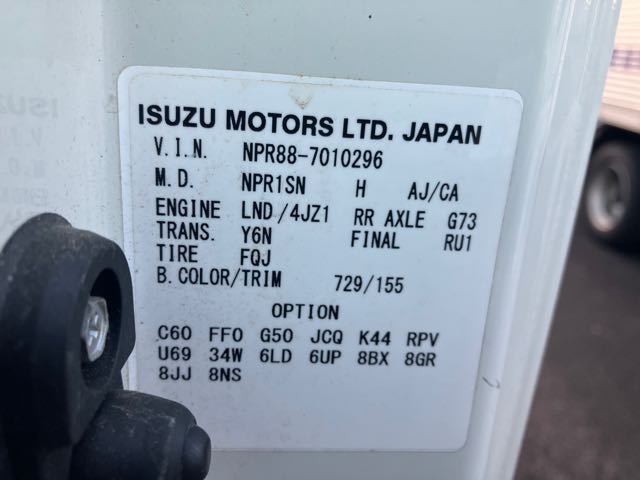 ISUZU MOTORS LTD. JAPAN
V.I.N. NPR88-7010296
M.D. NPR1SN H AJ/CA
ENGINE LND/4JZ1 RR AXLE G73
TRANS. Y6N FINAL RU1
TIRE FQJ
B.COLOR/TRIM 729/155
OPTION
C60 FF0 G50 JCQ K44 RPV
U69 34W 6LD 6UP 8BX 8GR
8JJ 8NS